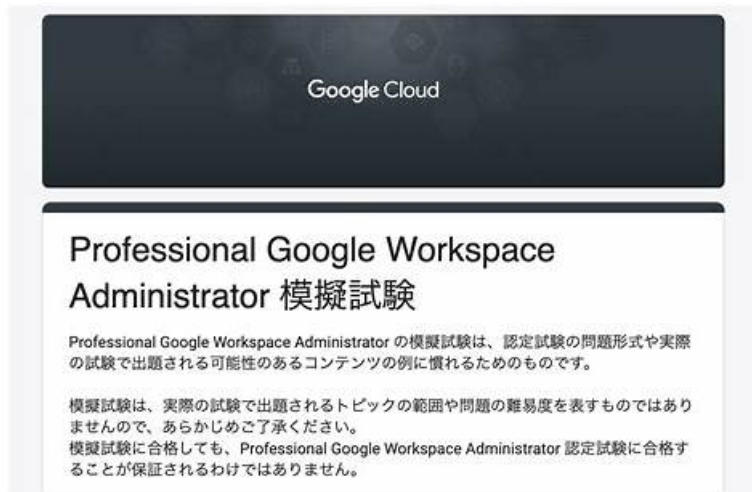 Google Cloud
Professional Google Workspace
Administrator 模擬試験
Professional Google Workspace Administrator の模擬試験は、認定試験の問題形式や実際
の試験で出題される可能性のあるコンテンツの例に慣れるためのものです。
模擬試験は、実際の試験で出題されるトピックの範囲や問題の難易度を表すものではあり
ませんので、あらかじめご了承ください。
模擬試験に合格しても、Professional Google Workspace Administrator 認定試験に合格す
ることが保証されるわけではありません。